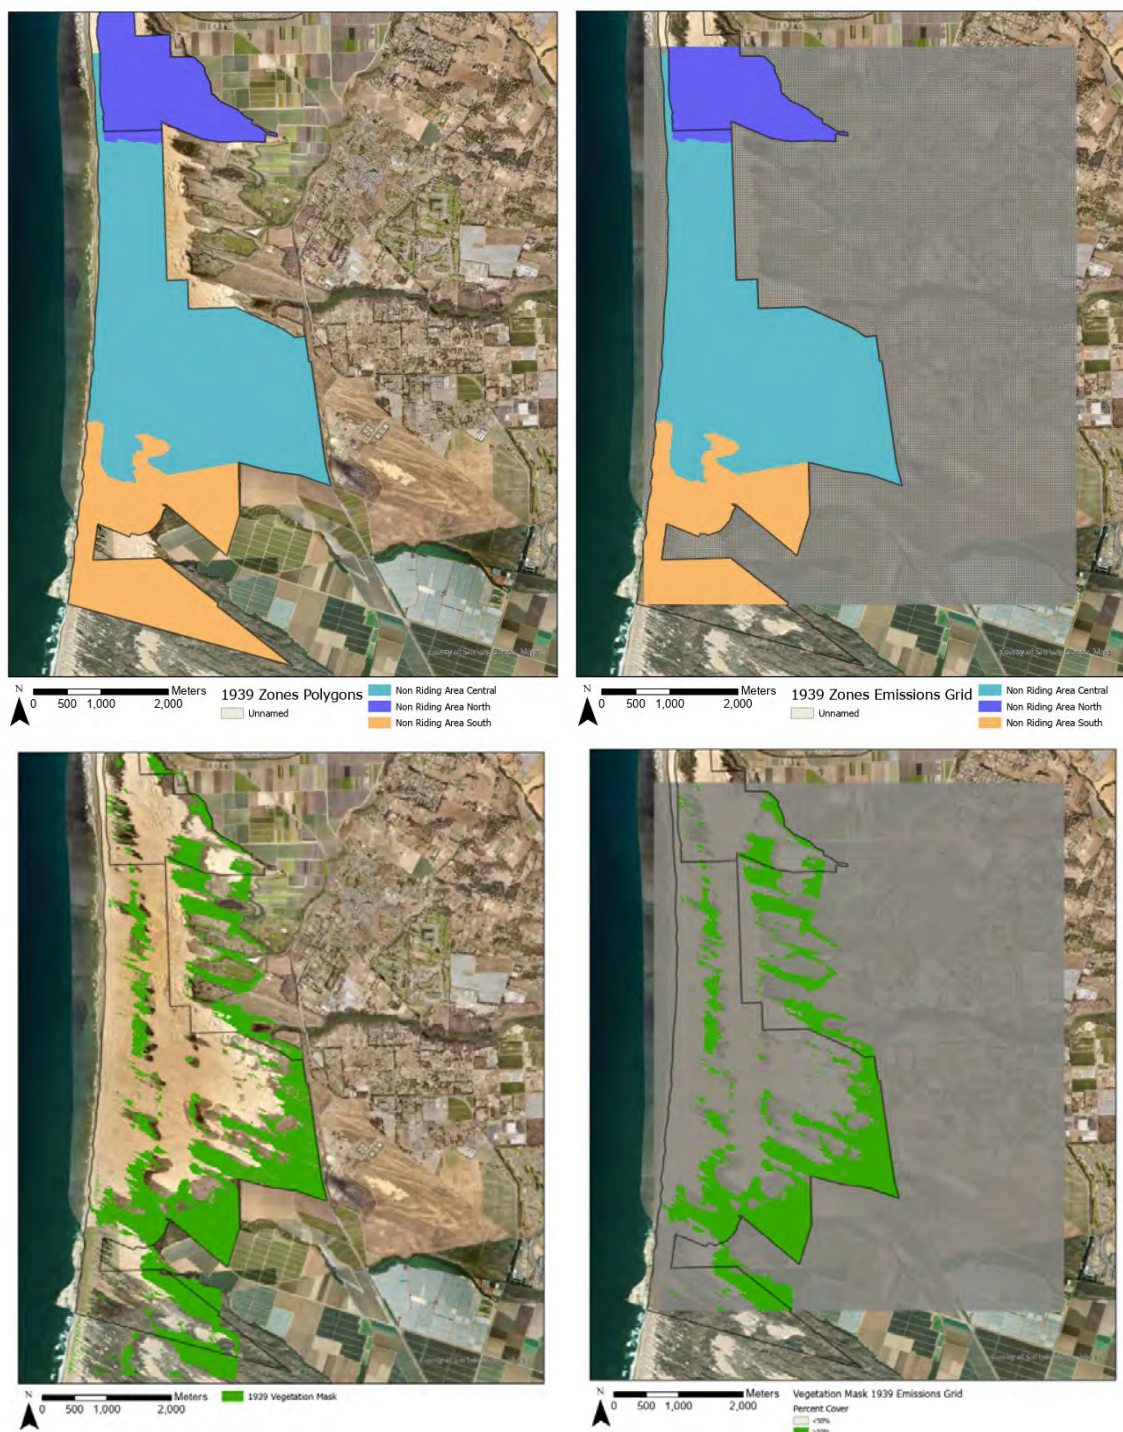 N
Meters
0 500 1,000 2,000
1939 Zones Polygons
Unnamed
Non Riding Area Central
Non Riding Area North
Non Riding Area South
N
Meters
0 500 1,000 2,000
1939 Zones Emissions Grid
Unnamed
Non Riding Area Central
Non Riding Area North
Non Riding Area South
N
Meters
0 500 1,000 2,000
1939 Vegetation Mask
N
Meters
0 500 1,000 2,000
Vegetation Mask 1939 Emissions Grid
Percent Cover
<50%